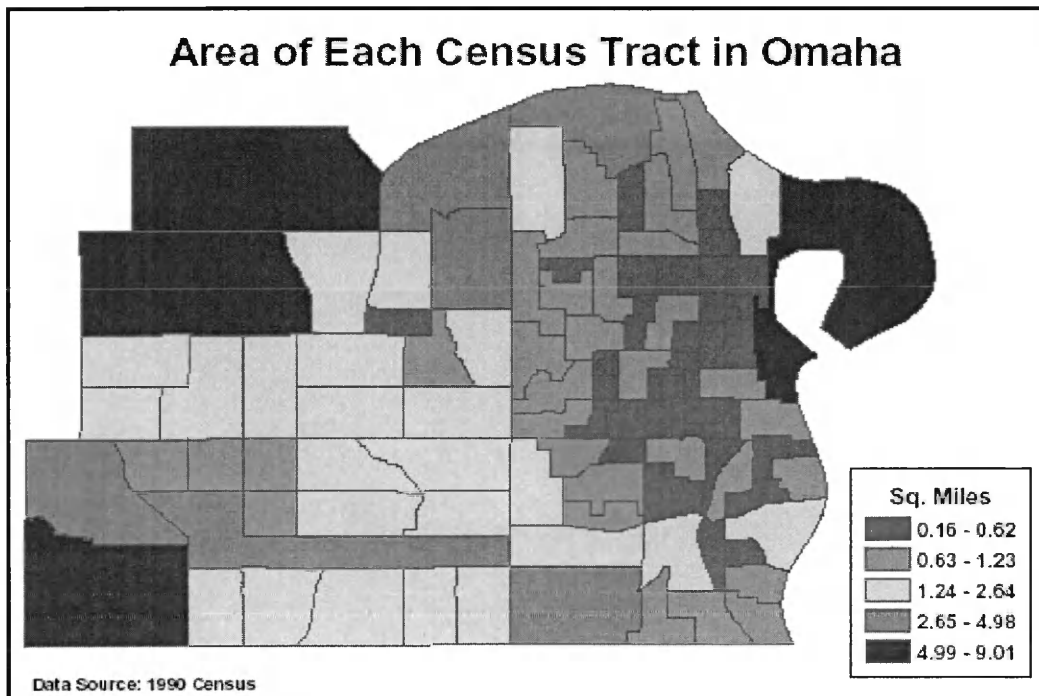 Area of Each Census Tract in Omaha
Sq. Miles
0.16 - 0.62
0.63 - 1.23
1.24 - 2.64
2.65 - 4.98
4.99 - 9.01
Data Source: 1990 Census